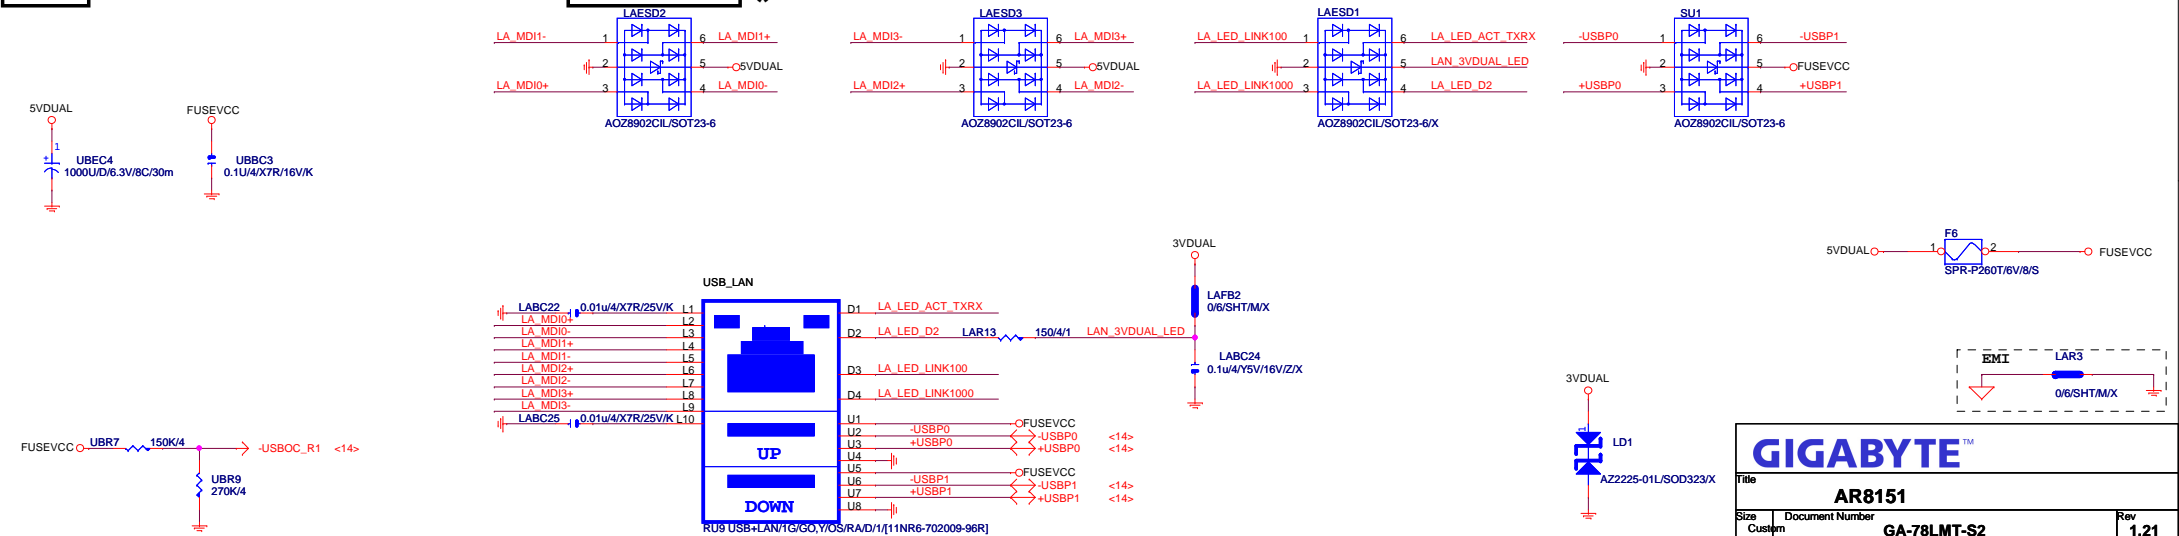 LAESD2
LA_MDI1-
1
6
LA_MDI1+
2
5
5VDUAL
LA_MDI0+
3
4
LA_MDI0-
AOZ8902CIL/SOT23-6
LAESD3
LA_MDI3-
1
6
LA_MDI3+
2
5
5VDUAL
LA_MDI2+
3
4
LA_MDI2-
AOZ8902CIL/SOT23-6
LAESD1
LA_LED_LINK100
1
6
LA_LED_ACT_TXRX
2
5
LAN_3VDUAL_LED
LA_LED_LINK1000
3
4
LA_LED_D2
AOZ8902CIL/SOT23-6/X
SU1
-USBP0
1
6
-USBP1
2
5
FUSEVCC
+USBP0
3
4
+USBP1
AOZ8902CIL/SOT23-6
5VDUAL
+
1
UBEC4
1000U/D/6.3V/8C/30m
FUSEVCC
UBBC3
0.1U/4/X7R/16V/K
F6
5VDUAL
1
2
FUSEVCC
SPR-P260T/6V/8/S
USB_LAN
LABC22
0.01u/4/X7R/25V/K
L1
LA_MDI0+
L2
LA_MDI0-
L3
LA_MDI1+
L4
LA_MDI1-
L5
LA_MDI2+
L6
LA_MDI2-
L7
LA_MDI3+
L8
LA_MDI3-
L9
LABC25
0.01u/4/X7R/25V/K
L10
D1
LA_LED_ACT_TXRX
D2
LA_LED_D2
LAR13
150/4/1
LAN_3VDUAL_LED
D3
LA_LED_LINK100
D4
LA_LED_LINK1000
U1
FUSEVCC
U2
-USBP0
-USBP0
<14>
U3
+USBP0
+USBP0
<14>
U4
U5
FUSEVCC
U6
-USBP1
-USBP1
<14>
U7
+USBP1
+USBP1
<14>
U8
UP
DOWN
RU9 USB+LAN/1G/GO,Y/OS/RA/D/1/[11NR6-702009-96R]
3VDUAL
LAFB2
0/6/SHT/M/X
LABC24
0.1u/4/Y5V/16V/Z/X
FUSEVCC
UBR7
150K/4
-USBOC_R1
<14>
UBR9
270K/4
3VDUAL
1
LD1
AZ2225-01L/SOD323/X
EMI
LAR3
0/6/SHT/M/X
GIGABYTE™
Title
AR8151
Size
Custom
Document Number
GA-78LMT-S2
Rev
1.21